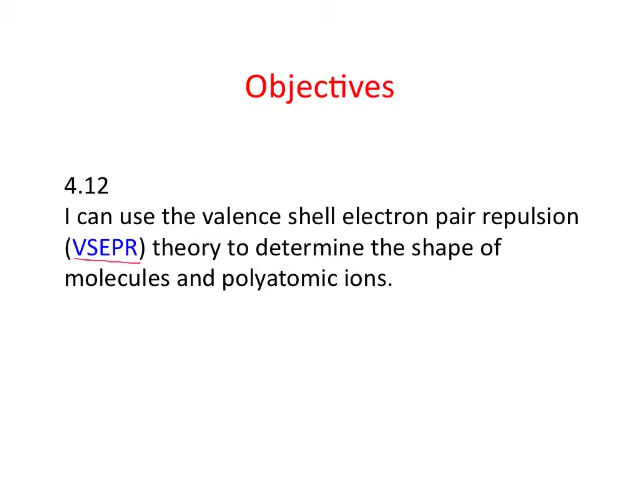 Objectives
4.12
I can use the valence shell electron pair repulsion
(VSEPR) theory to determine the shape of
molecules and polyatomic ions.